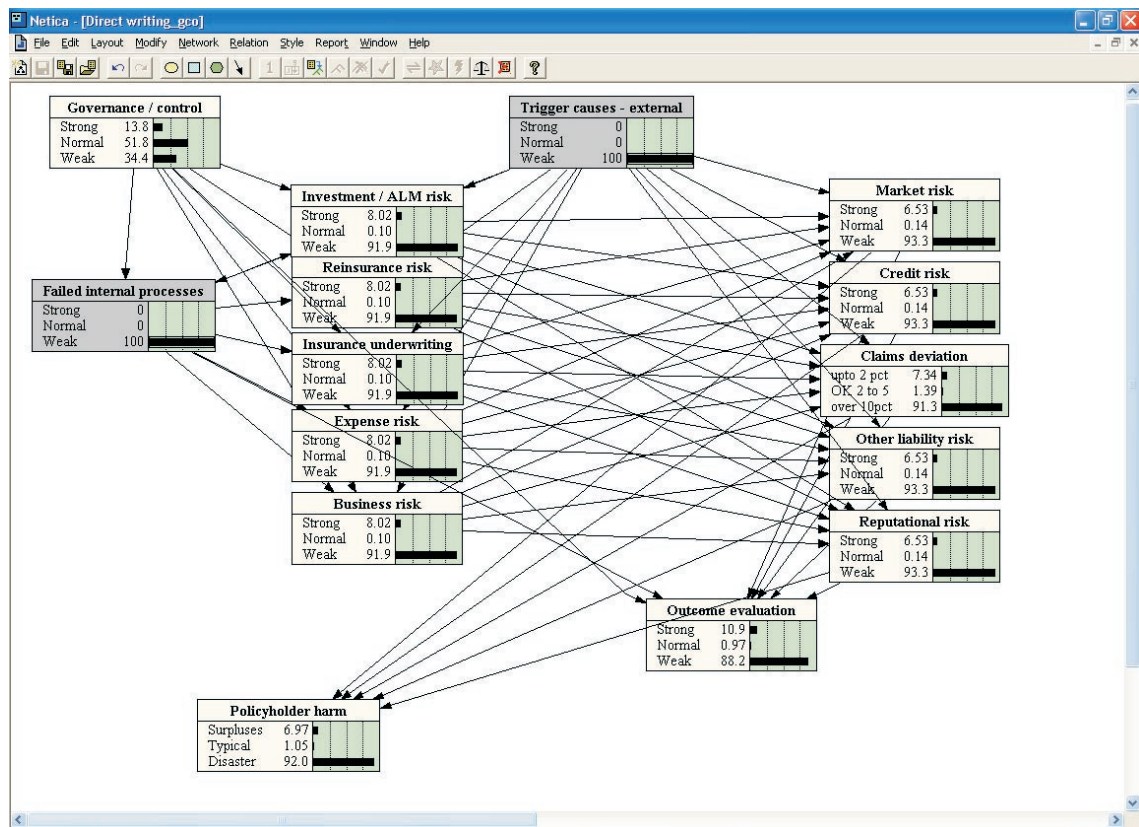 Netica - [Direct writing_gco]
File Edit Layout Modify Network Relation Style Report Window Help
Governance / control
Strong 13.8
Normal 51.8
Weak 34.4
Trigger causes - external
Strong 0
Normal 0
Weak 100
Investment / ALM risk
Strong 8.02
Normal 0.10
Weak 91.9
Market risk
Strong 6.53
Normal 0.14
Weak 93.3
Reinsurance risk
Strong 8.02
Normal 0.10
Weak 91.9
Credit risk
Strong 6.53
Normal 0.14
Weak 93.3
Failed internal processes
Strong 0
Normal 0
Weak 100
Insurance underwriting
Strong 8.02
Normal 0.10
Weak 91.9
Claims deviation
upto 2 pct 7.34
OK 2 to 5 1.39
over 10pct 91.3
Expense risk
Strong 8.02
Normal 0.10
Weak 91.9
Other liability risk
Strong 6.53
Normal 0.14
Weak 93.3
Business risk
Strong 8.02
Normal 0.10
Weak 91.9
Reputational risk
Strong 6.53
Normal 0.14
Weak 93.3
Outcome evaluation
Strong 10.9
Normal 0.97
Weak 88.2
Policyholder harm
Surpluses 6.97
Typical 1.05
Disaster 92.0